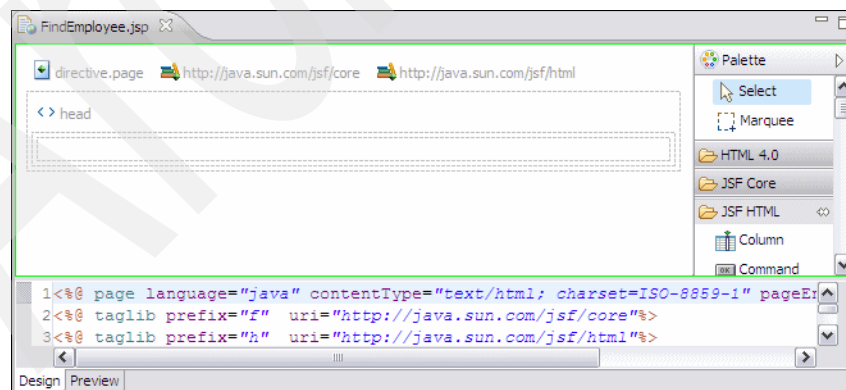 FindEmployee.jsp
directive.page http://java.sun.com/jsf/core http://java.sun.com/jsf/html
head
Palette
Select
Marquee
HTML 4.0
JSF Core
JSF HTML
Column
Command
1<%@ page language="java" contentType="text/html; charset=ISO-8859-1" pageEn
2<%@ taglib prefix="f" uri="http://java.sun.com/jsf/core"%>
3<%@ taglib prefix="h" uri="http://java.sun.com/jsf/html"%>
Design Preview